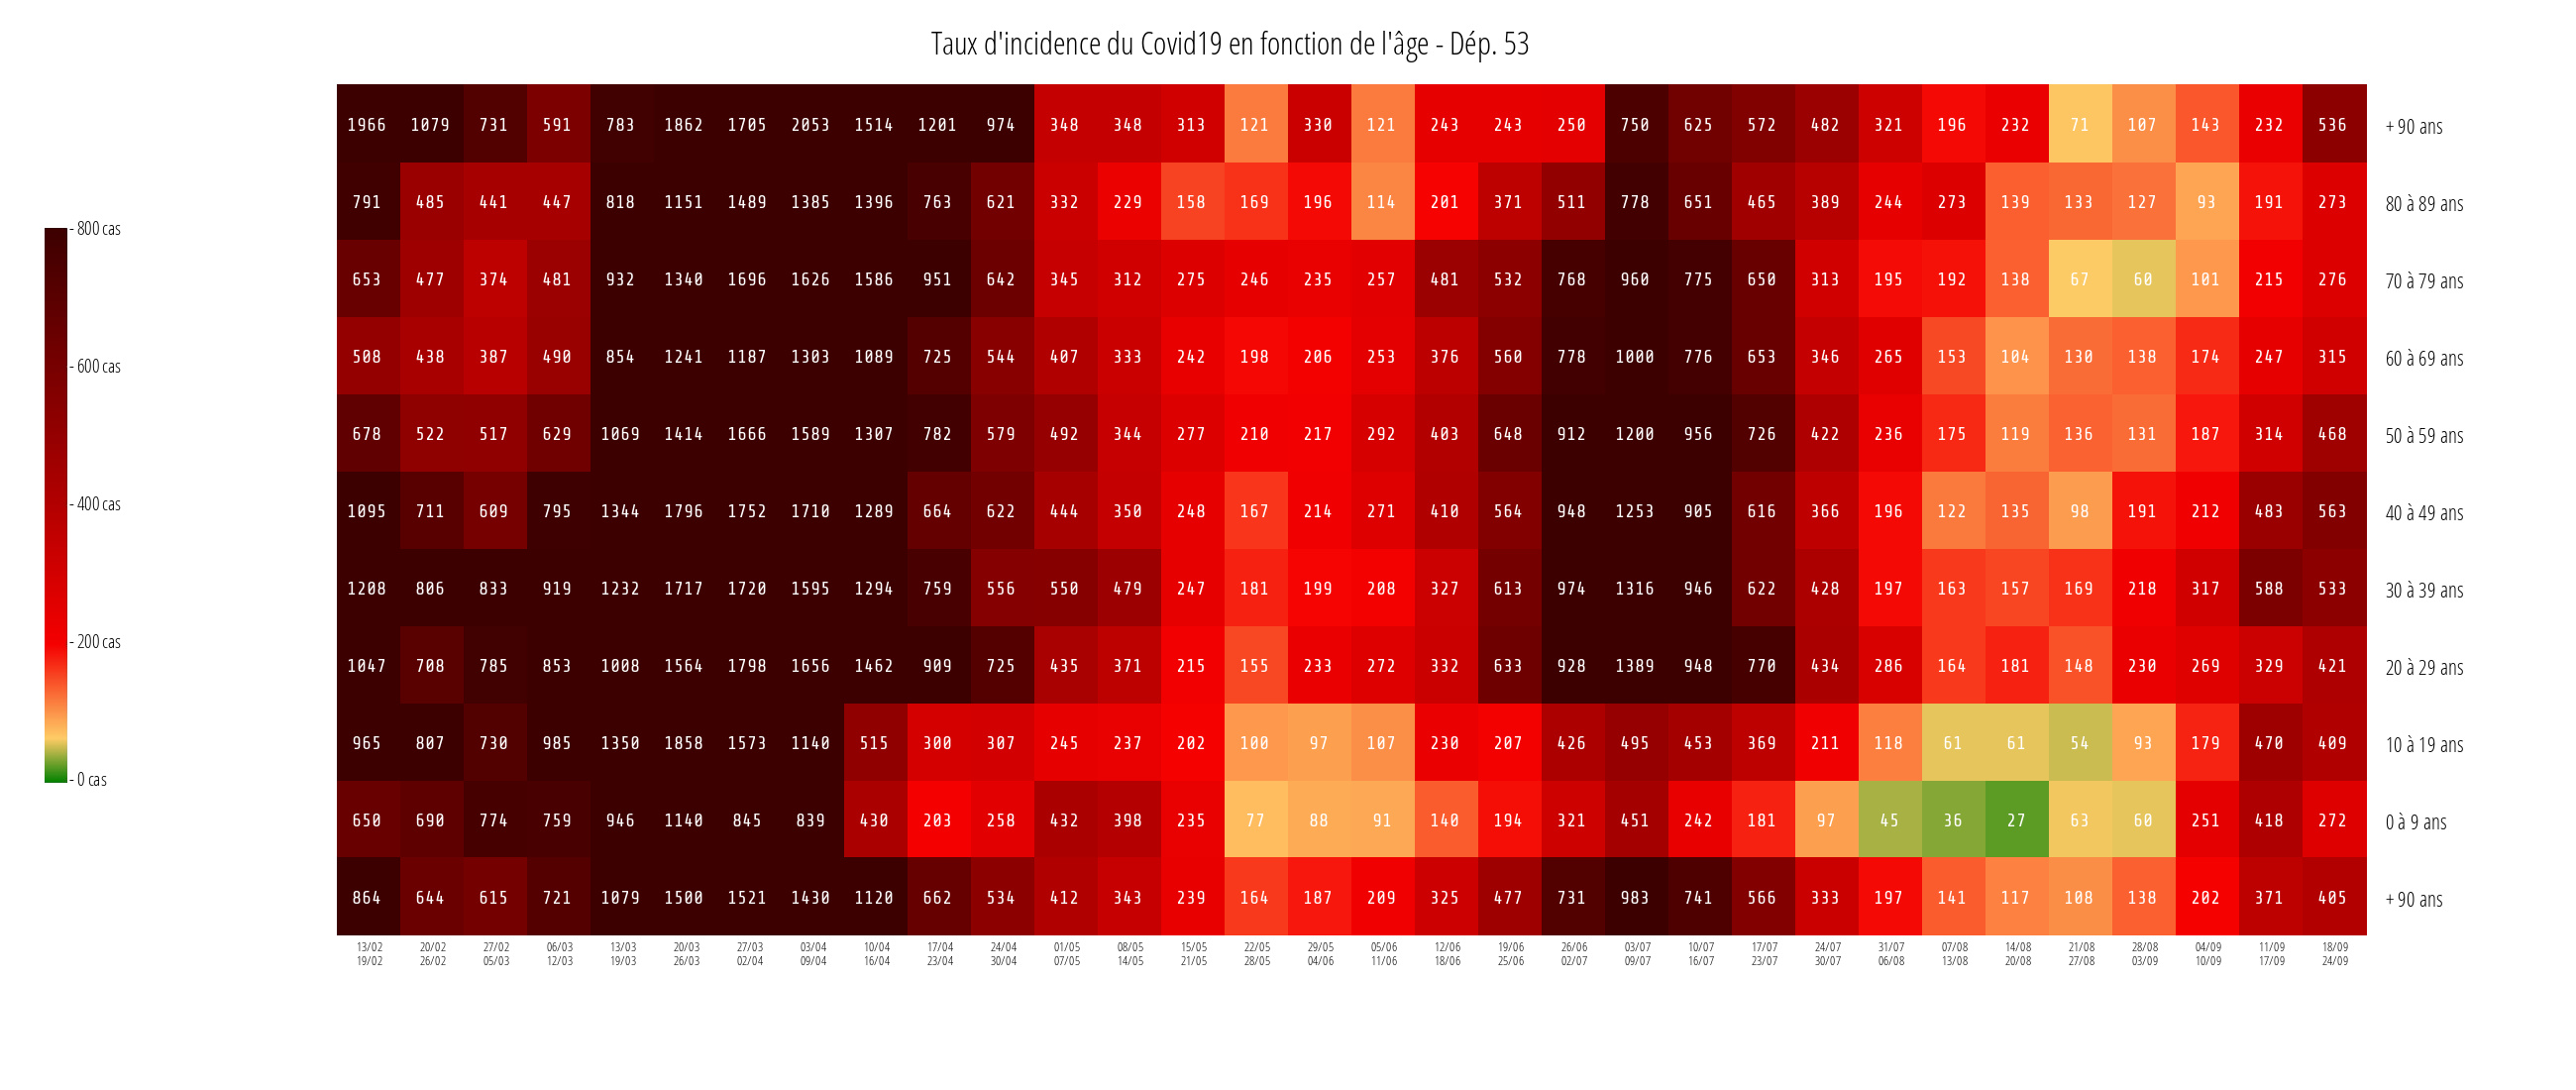 Taux d'incidence du Covid19 en fonction de l'âge - Dép. 53
- 800 cas
- 600 cas
- 400 cas
- 200 cas
- 0 cas
1966 1079 731 591 783 1862 1705 2053 1514 1201 974 348 348 313 121 330 121 243 243 250 750 625 572 482 321 196 232 71 107 143 232 536 + 90 ans
791 485 441 447 818 1151 1489 1385 1396 763 621 332 229 158 169 196 114 201 371 511 778 651 465 389 244 273 139 133 127 93 191 273 80 à 89 ans
653 477 374 481 932 1340 1696 1626 1586 951 642 345 312 275 246 235 257 481 532 768 960 775 650 313 195 192 138 67 60 101 215 276 70 à 79 ans
508 438 387 490 854 1241 1187 1303 1089 725 544 407 333 242 198 206 253 376 560 778 1000 776 653 346 265 153 104 130 138 174 247 315 60 à 69 ans
678 522 517 629 1069 1414 1666 1589 1307 782 579 492 344 277 210 217 292 403 648 912 1200 956 726 422 236 175 119 136 131 187 314 468 50 à 59 ans
1095 711 609 795 1344 1796 1752 1710 1289 664 622 444 350 248 167 214 271 410 564 948 1253 905 616 366 196 122 135 98 191 212 483 563 40 à 49 ans
1208 806 833 919 1232 1717 1720 1595 1294 759 556 550 479 247 181 199 208 327 613 974 1316 946 622 428 197 163 157 169 218 317 588 533 30 à 39 ans
1047 708 785 853 1008 1564 1798 1656 1462 909 725 435 371 215 155 233 272 332 633 928 1389 948 770 434 286 164 181 148 230 269 329 421 20 à 29 ans
965 807 730 985 1350 1858 1573 1140 515 300 307 245 237 202 100 97 107 230 207 426 495 453 369 211 118 61 61 54 93 179 470 409 10 à 19 ans
650 690 774 759 946 1140 845 839 430 203 258 432 398 235 77 88 91 140 194 321 451 242 181 97 45 36 27 63 60 251 418 272 0 à 9 ans
864 644 615 721 1079 1500 1521 1430 1120 662 534 412 343 239 164 187 209 325 477 731 983 741 566 333 197 141 117 108 138 202 371 405 + 90 ans
13/02 20/02 27/02 06/03 13/03 20/03 27/03 03/04 10/04 17/04 24/04 01/05 08/05 15/05 22/05 29/05 05/06 12/06 19/06 26/06 03/07 10/07 17/07 24/07 31/07 07/08 14/08 21/08 28/08 04/09 11/09 18/09
19/02 26/02 05/03 12/03 19/03 26/03 02/04 09/04 16/04 23/04 30/04 07/05 14/05 21/05 28/05 04/06 11/06 18/06 25/06 02/07 09/07 16/07 23/07 30/07 06/08 13/08 20/08 27/08 03/09 10/09 17/09 24/09